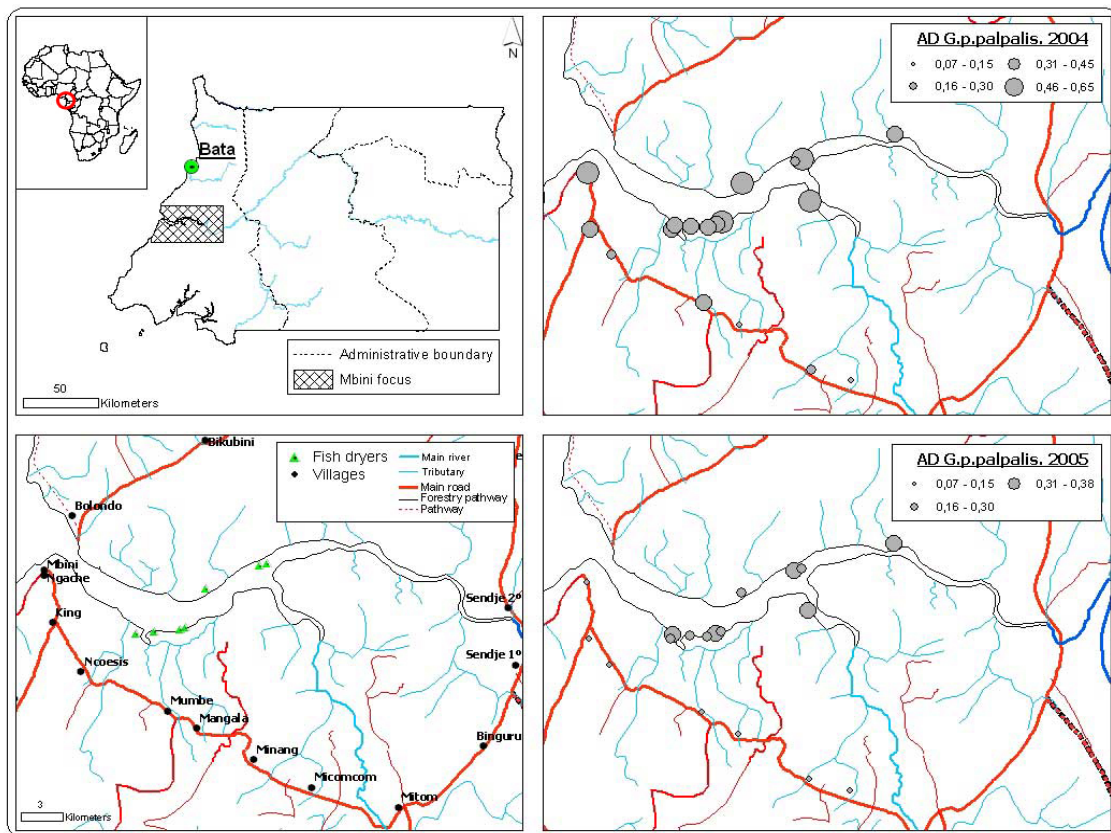 N
Bata
Administrative boundary
Mbini focus
50
Kilometers
AD G.p.palpalis. 2004
0,07 - 0,15
0,31 - 0,45
0,16 - 0,30
0,46 - 0,65
Bikubini
Fish dryers
Villages
Main river
Tributary
Main road
Forestry pathway
Pathway
Bolondo
Mbini
Ngache
King
Ncoesis
Mumbe
Mangala
Minang
Micomcom
Mitom
Binguru
Sendje 1º
Sendje 2º
3
Kilometers
AD G.p.palpalis. 2005
0,07 - 0,15
0,31 - 0,38
0,16 - 0,30